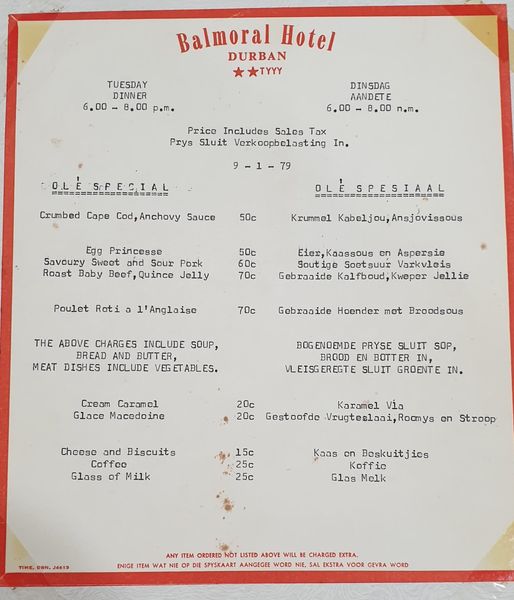 Balmoral Hotel
DURBAN
★★TYYY
TUESDAY DINSDAG
DINNER AANDETE
6.00 - 8.00 p.m. 6.00 - 8.00 n.m.
Price Includes Sales Tax
Prys Sluit Verkoopbelasting In.
9 - 1 - 79
OLÉ SPECIAL OLÉ SPESIAAL
Crumbed Cape Cod,Anchovy Sauce 50c Krummel Kabeljou,Ansjovissous
Egg Princesse 50c Eier,Kaassous en Aspersie
Savoury Sweet and Sour Pork 60c Soutige Soetsuur Varkvleis
Roast Baby Beef,Quince Jelly 70c Gebraaide Kalfboud,Kweper Jellie
Poulet Roti a l'Anglaise 70c Gebraaide Hoender met Broodsous
THE ABOVE CHARGES INCLUDE SOUP, BOGENOEMDE PRYSE SLUIT SOP,
BREAD AND BUTTER, BROOD EN BOTTER IN,
MEAT DISHES INCLUDE VEGETABLES. VLEISGEREGTE SLUIT GROENTE IN.
Cream Caramel 20c Karamel Vla
Glace Macedoine 20c Gestoofde Vrugteslaai,Roomys en Stroop
Cheese and Biscuits 15c Kaas en Beskuitjies
Coffee 25c Koffie
Glass of Milk 25c Glas Melk
ANY ITEM ORDERED NOT LISTED ABOVE WILL BE CHARGED EXTRA.
TIME, DBN. J4613 ENIGE ITEM WAT NIE OP DIE SPYSKAART AANGEGEE WORD NIE, SAL EKSTRA VOOR GEVRA WORD